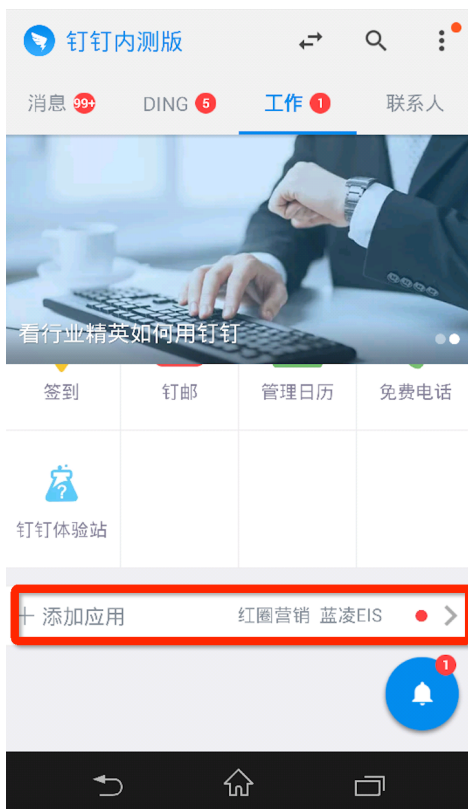 钉钉内测版
消息 99+ DING 5 工作 1 联系人
看行业精英如何用钉钉
签到 钉邮 管理日历 免费电话
?
钉钉体验站
+ 添加应用 红圈营销 蓝凌EIS
1